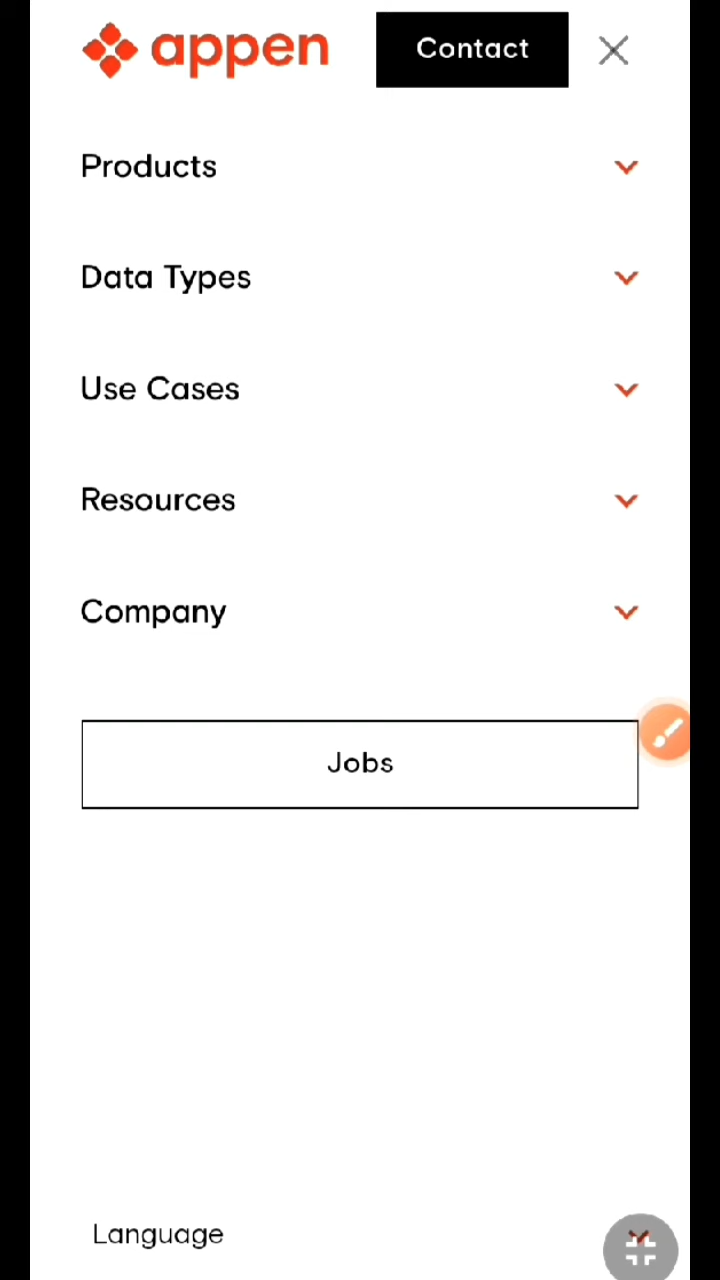 appen
Contact
Products
Data Types
Use Cases
Resources
Company
Jobs
Language